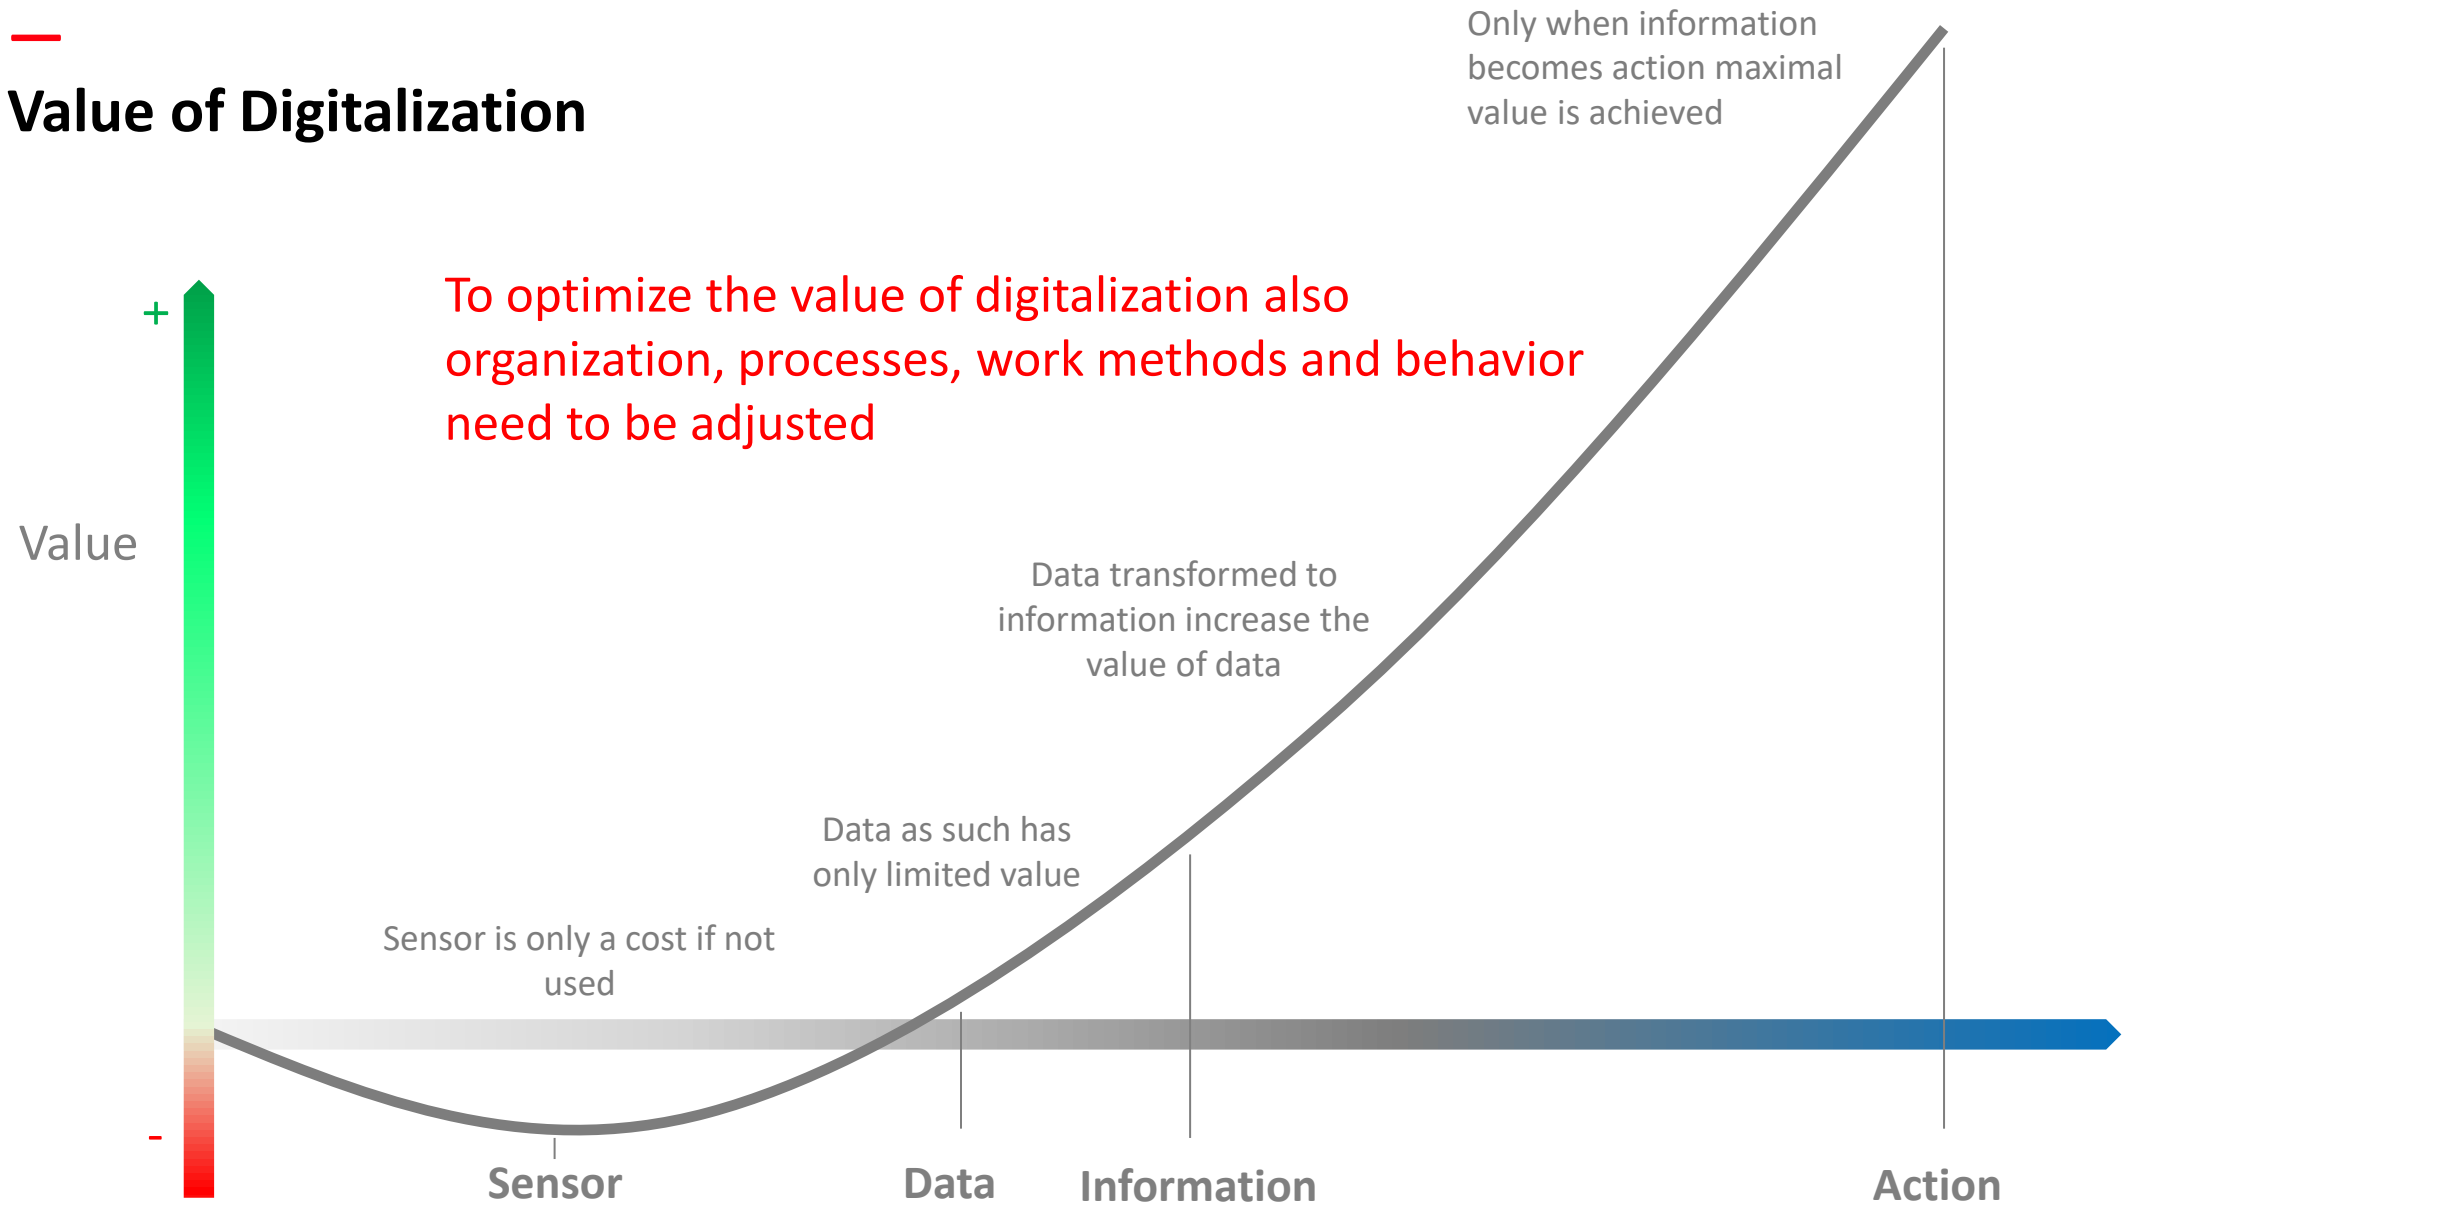 Value of Digitalization
Only when information
becomes action maximal
value is achieved
+
To optimize the value of digitalization also
organization, processes, work methods and behavior
need to be adjusted
Value
Data transformed to
information increase the
value of data
Data as such has
only limited value
Sensor is only a cost if not
used
-
Sensor
Data
Information
Action